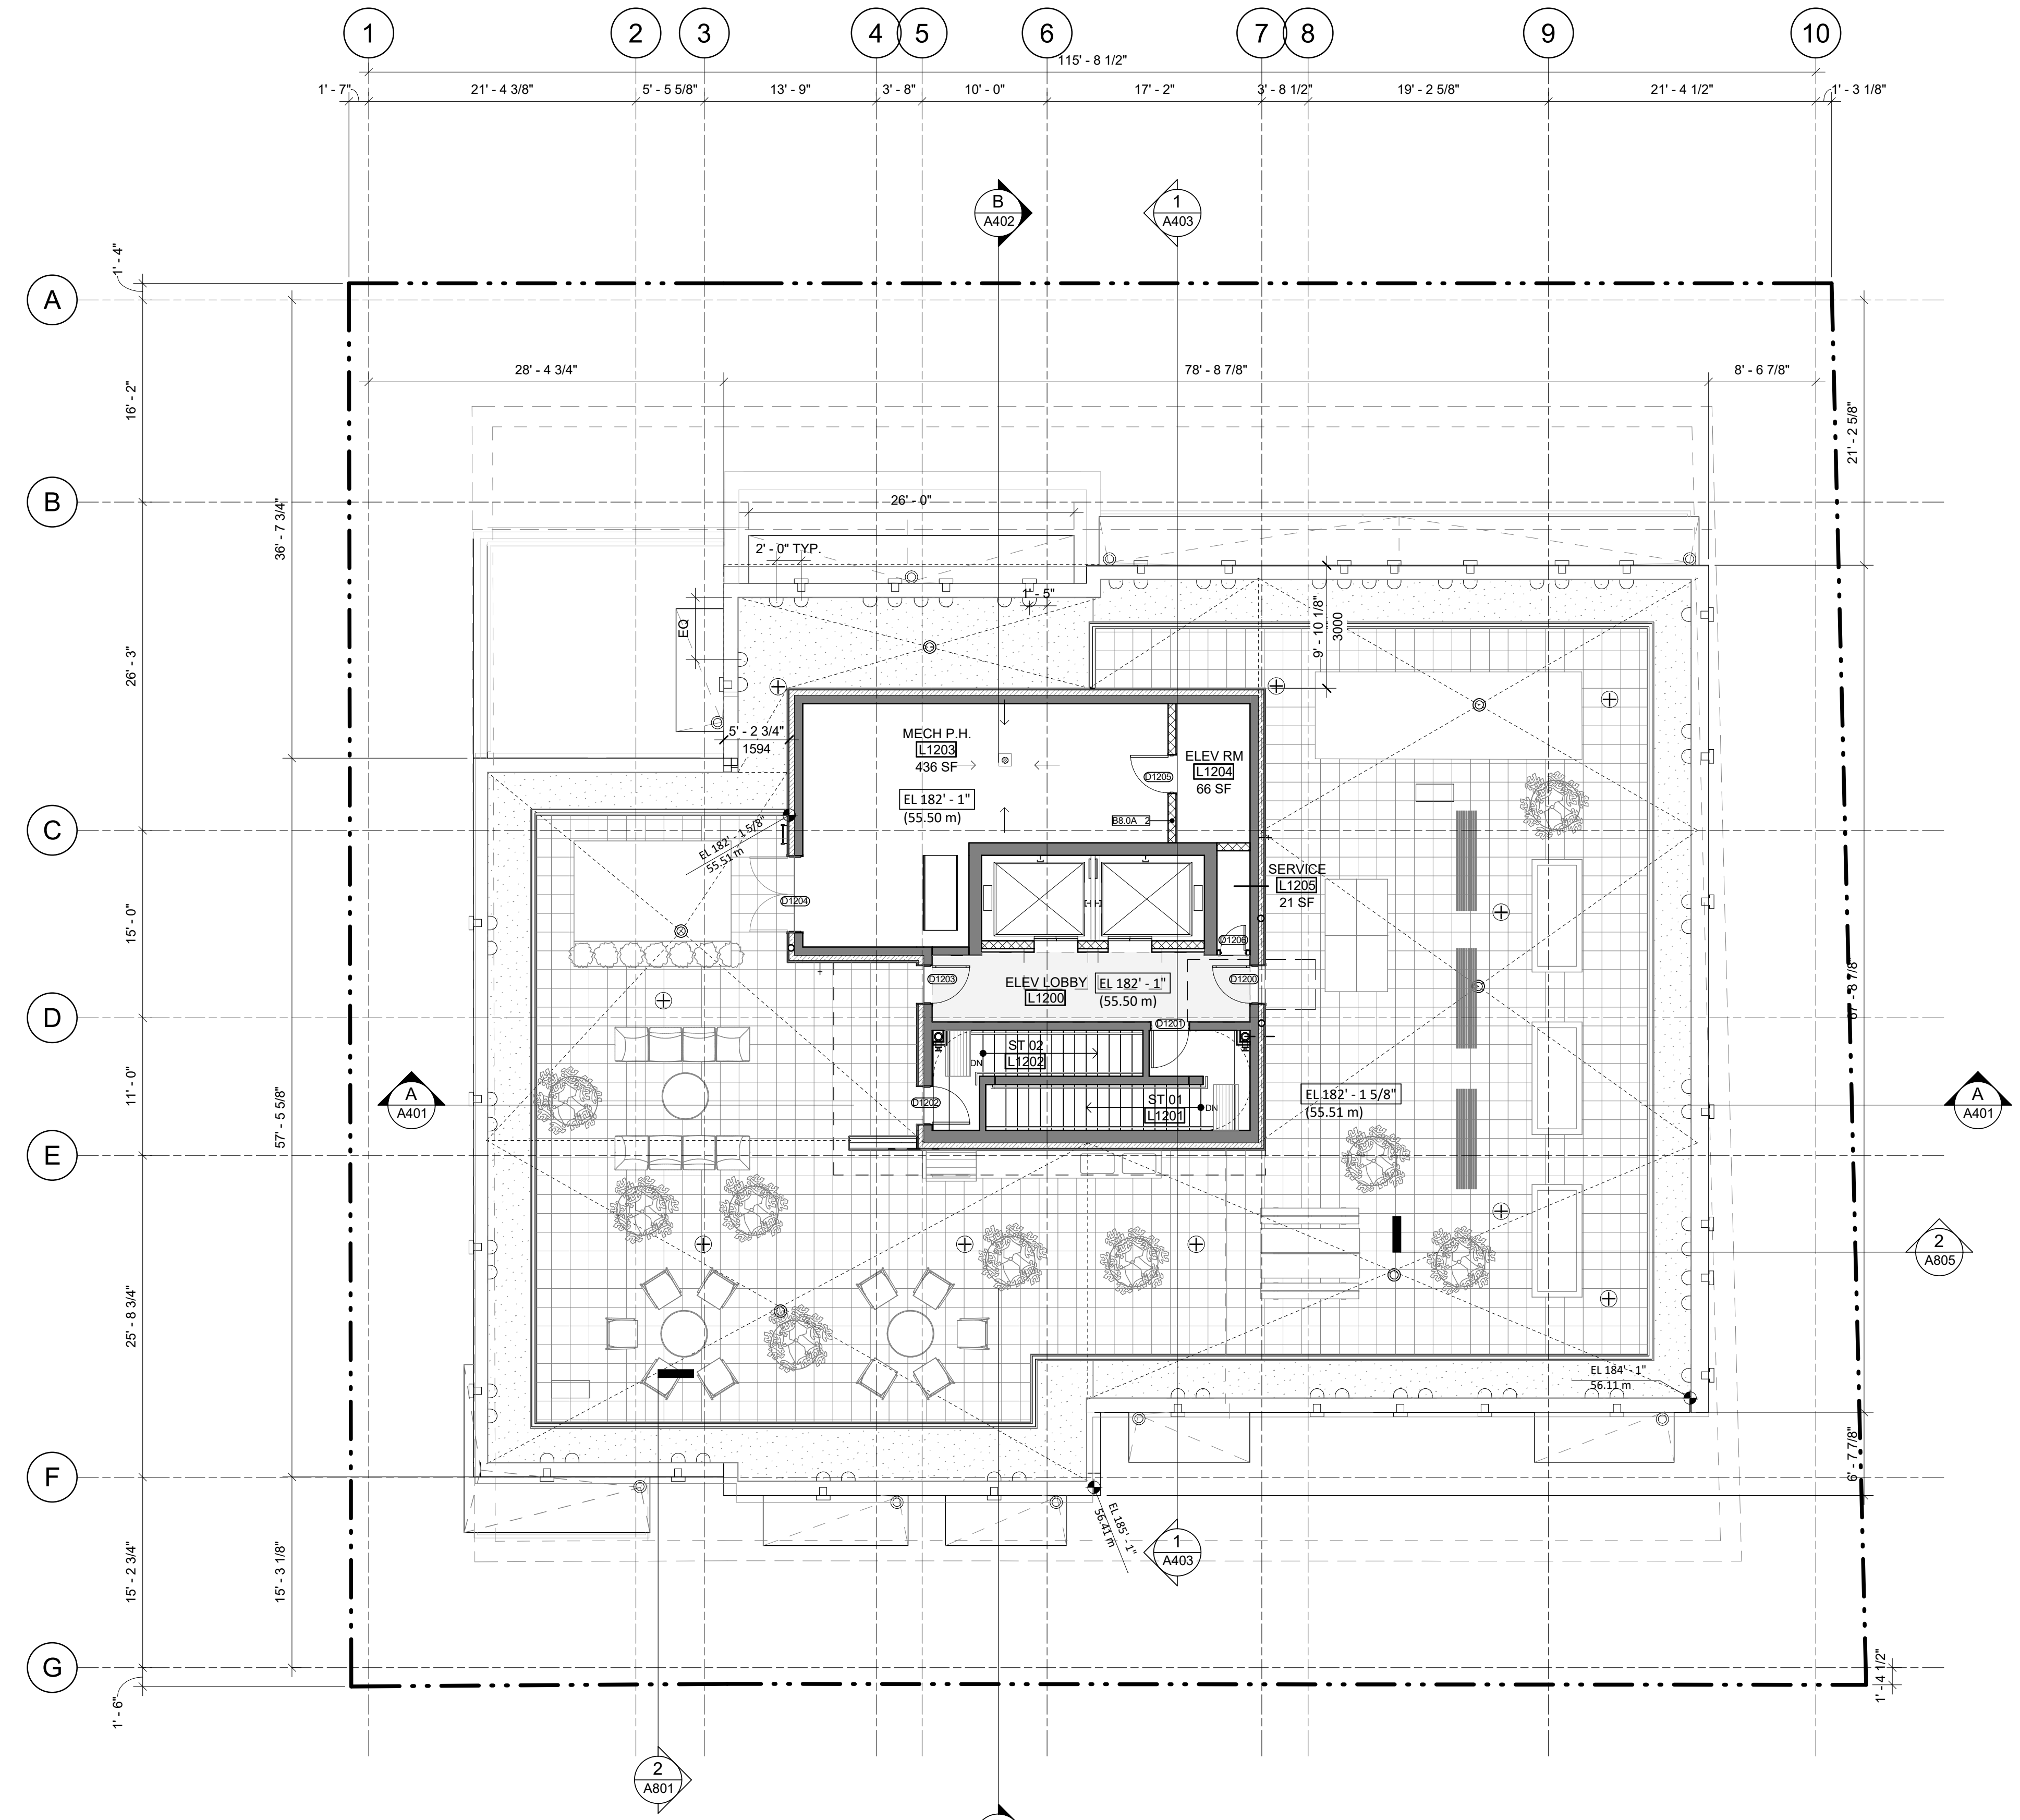 1
2
3
4
5
6
7
8
9
10
115' - 8 1/2"
1' - 7"
21' - 4 3/8"
5' - 5 5/8"
13' - 9"
3' - 8"
10' - 0"
17' - 2"
3' - 8 1/2"
19' - 2 5/8"
21' - 4 1/2"
1' - 3 1/8"
B
A402
1
A403
1' - 4"
A
16' - 2"
28' - 4 3/4"
78' - 8 7/8"
8' - 6 7/8"
21' - 2 5/8"
B
26' - 0"
36' - 7 3/4"
2' - 0" TYP.
1' - 5"
9' - 10 1/8"
3000
EQ
26' - 3"
5' - 2 3/4"
1594
MECH P.H.
L1203
436 SF
EL 182' - 1"
(55.50 m)
D1205
ELEV RM
L1204
66 SF
B8.0A 2
C
EL 182' - 1 5/8"
55.51 m
SERVICE
L1205
21 SF
D1204
D1206
15' - 0"
D1203
ELEV LOBBY
L1200
EL 182' - 1"
(55.50 m)
D1200
67' - 8 7/8"
D
D1201
ST 02
L1202
DN
11' - 0"
57' - 5 5/8"
A
A401
D1202
ST 01
L1201
DN
EL 182' - 1 5/8"
(55.51 m)
A
A401
E
2
A805
25' - 8 3/4"
EL 184' - 1"
56.11 m
6' - 7 7/8"
F
EL 185' - 1"
56.41 m
1
A403
15' - 2 3/4"
15' - 3 1/8"
G
1' - 6"
1' - 4 1/2"
2
A801